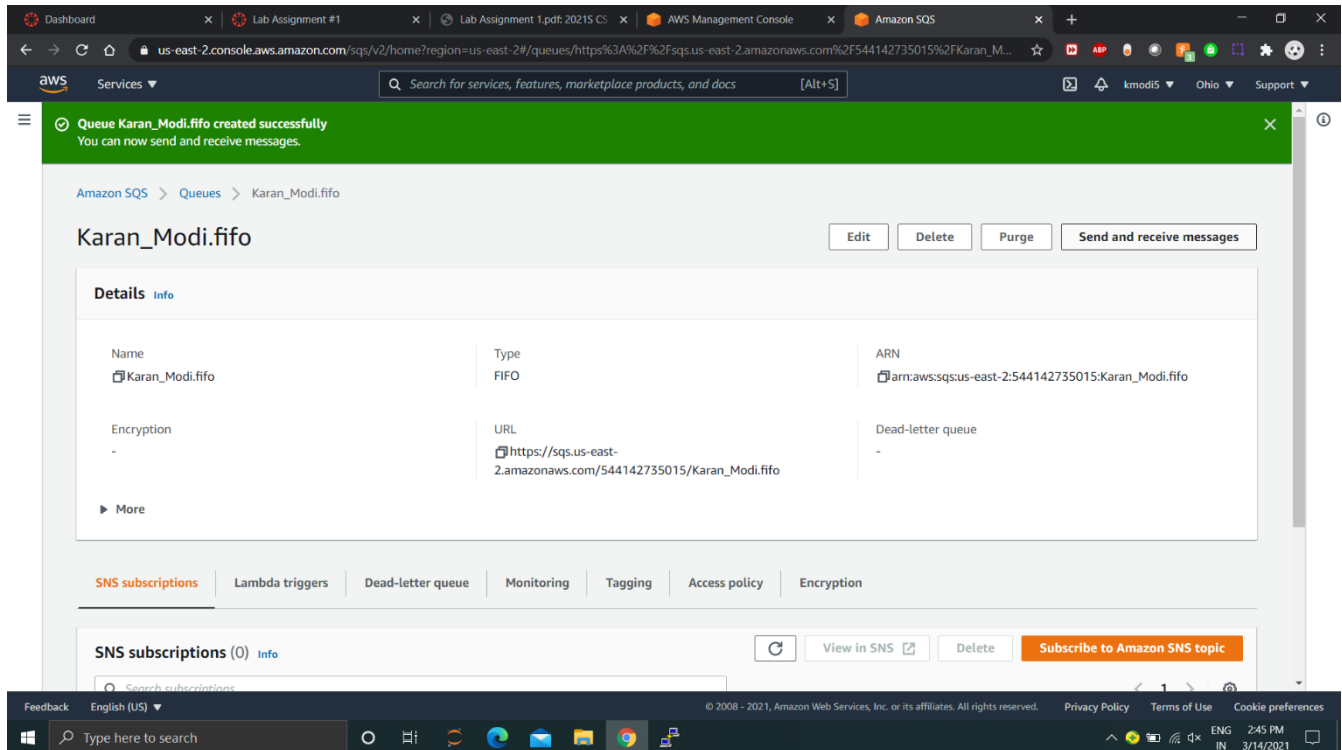 Dashboard
Lab Assignment #1
Lab Assignment 1.pdf: 2021S CS
AWS Management Console
Amazon SQS
us-east-2.console.aws.amazon.com/sqs/v2/home?region=us-east-2#/queues/https%3A%2F%2Fsqs.us-east-2.amazonaws.com%2F544142735015%2FKaran_M...
ABP
aws
Services
Search for services, features, marketplace products, and docs [Alt+S]
kmodi5
Ohio
Support
Queue Karan_Modi.fifo created successfully
You can now send and receive messages.
Amazon SQS > Queues > Karan_Modi.fifo
Karan_Modi.fifo
Edit
Delete
Purge
Send and receive messages
Details Info
Name
Karan_Modi.fifo
Type
FIFO
ARN
arn:aws:sqs:us-east-2:544142735015:Karan_Modi.fifo
Encryption
-
URL
https://sqs.us-east-
2.amazonaws.com/544142735015/Karan_Modi.fifo
Dead-letter queue
-
More
SNS subscriptions
Lambda triggers
Dead-letter queue
Monitoring
Tagging
Access policy
Encryption
SNS subscriptions (0) Info
View in SNS
Delete
Subscribe to Amazon SNS topic
Search subscriptions
1
Feedback
English (US)
© 2008 - 2021, Amazon Web Services, Inc. or its affiliates. All rights reserved.
Privacy Policy
Terms of Use
Cookie preferences
Type here to search
ENG
IN
2:45 PM
3/14/2021